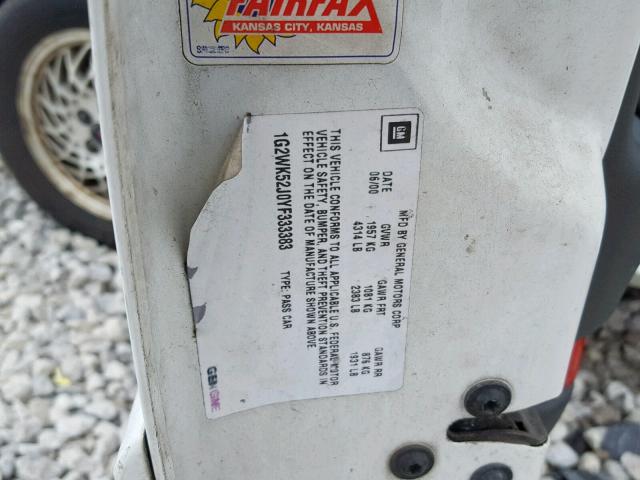 FAIRFAX
KANSAS CITY, KANSAS
GM
MFD BY GENERAL MOTORS CORP
DATE GVWR GAWR FRT GAWR RR
06/00 1957 KG 1081 KG 876 KG
4314 LB 2383 LB 1931 LB
THIS VEHICLE CONFORMS TO ALL APPLICABLE U.S. FEDERAL MOTOR
VEHICLE SAFETY, BUMPER, AND THEFT PREVENTION STANDARDS IN
EFFECT ON THE DATE OF MANUFACTURE SHOWN ABOVE.
1G2WK52J0YF333383 TYPE: PASS CAR